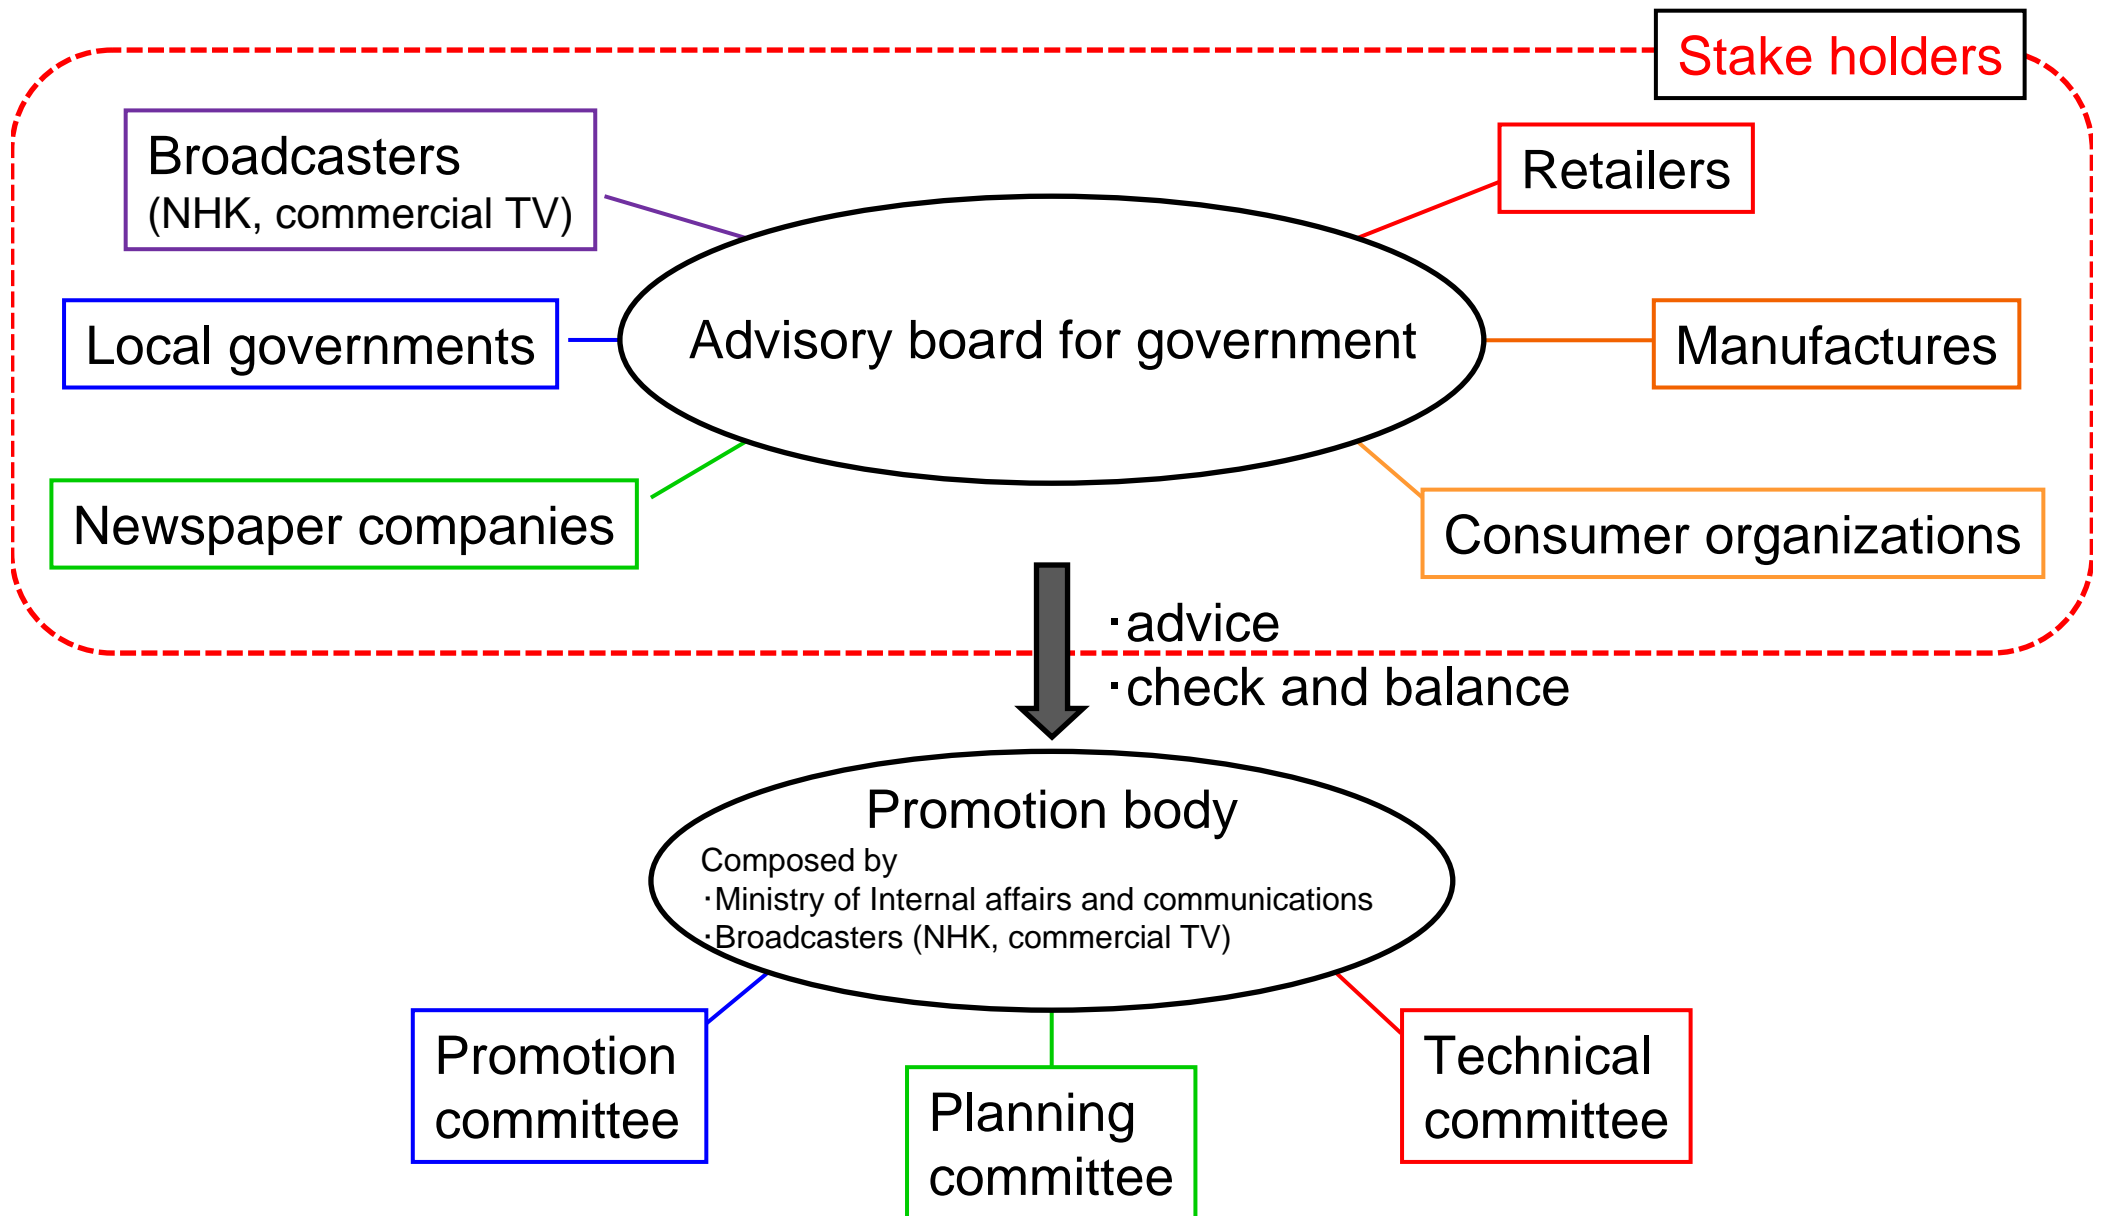 Stake holders
Broadcasters
(NHK, commercial TV)
Retailers
Local governments
Advisory board for government
Manufactures
Newspaper companies
Consumer organizations
･advice
･check and balance
Promotion body
Composed by
･Ministry of Internal affairs and communications
･Broadcasters (NHK, commercial TV)
Promotion
committee
Planning
committee
Technical
committee